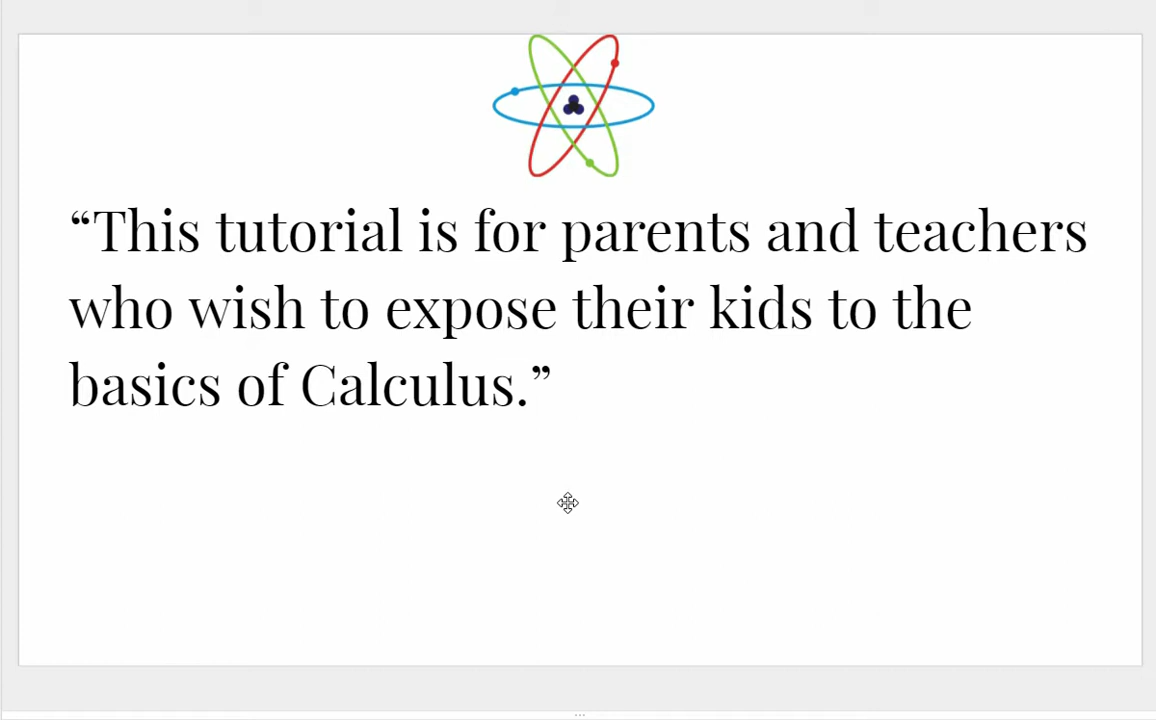 “This tutorial is for parents and teachers
who wish to expose their kids to the
basics of Calculus.”